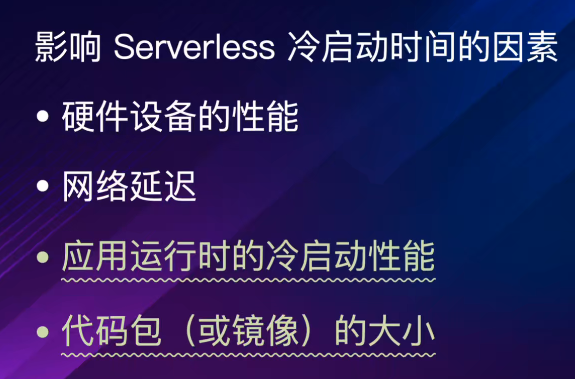 影响 Serverless 冷启动时间的因素
• 硬件设备的性能
• 网络延迟
• 应用运行时的冷启动性能
• 代码包（或镜像）的大小